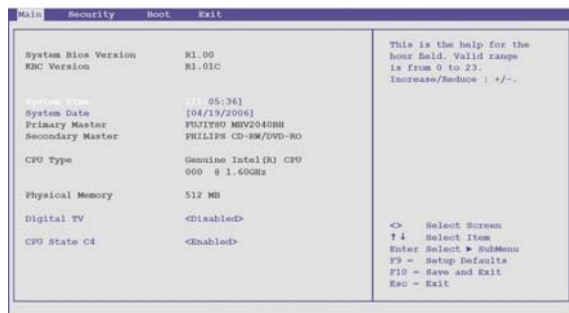 Main Security Boot Exit
System Bios Version R1.00
KBC Version R1.01C
System Time 05:36]
System Date [04/19/2006]
Primary Master FUJITSU MHV2040BH
Secondary Master PHILIPS CD-RW/DVD-RO
CPU Type Genuine Intel(R) CPU
000 @ 1.60GHz
Physical Memory 512 MB
Digital TV <Disabled>
CPU State C4 <Enabled>
This is the help for the
hour field. Valid range
is from 0 to 23.
Increase/Reduce : +/-.
<> Select Screen
↑↓ Select Item
Enter Select ▶ SubMenu
F9 = Setup Defaults
F10 = Save and Exit
Esc = Exit